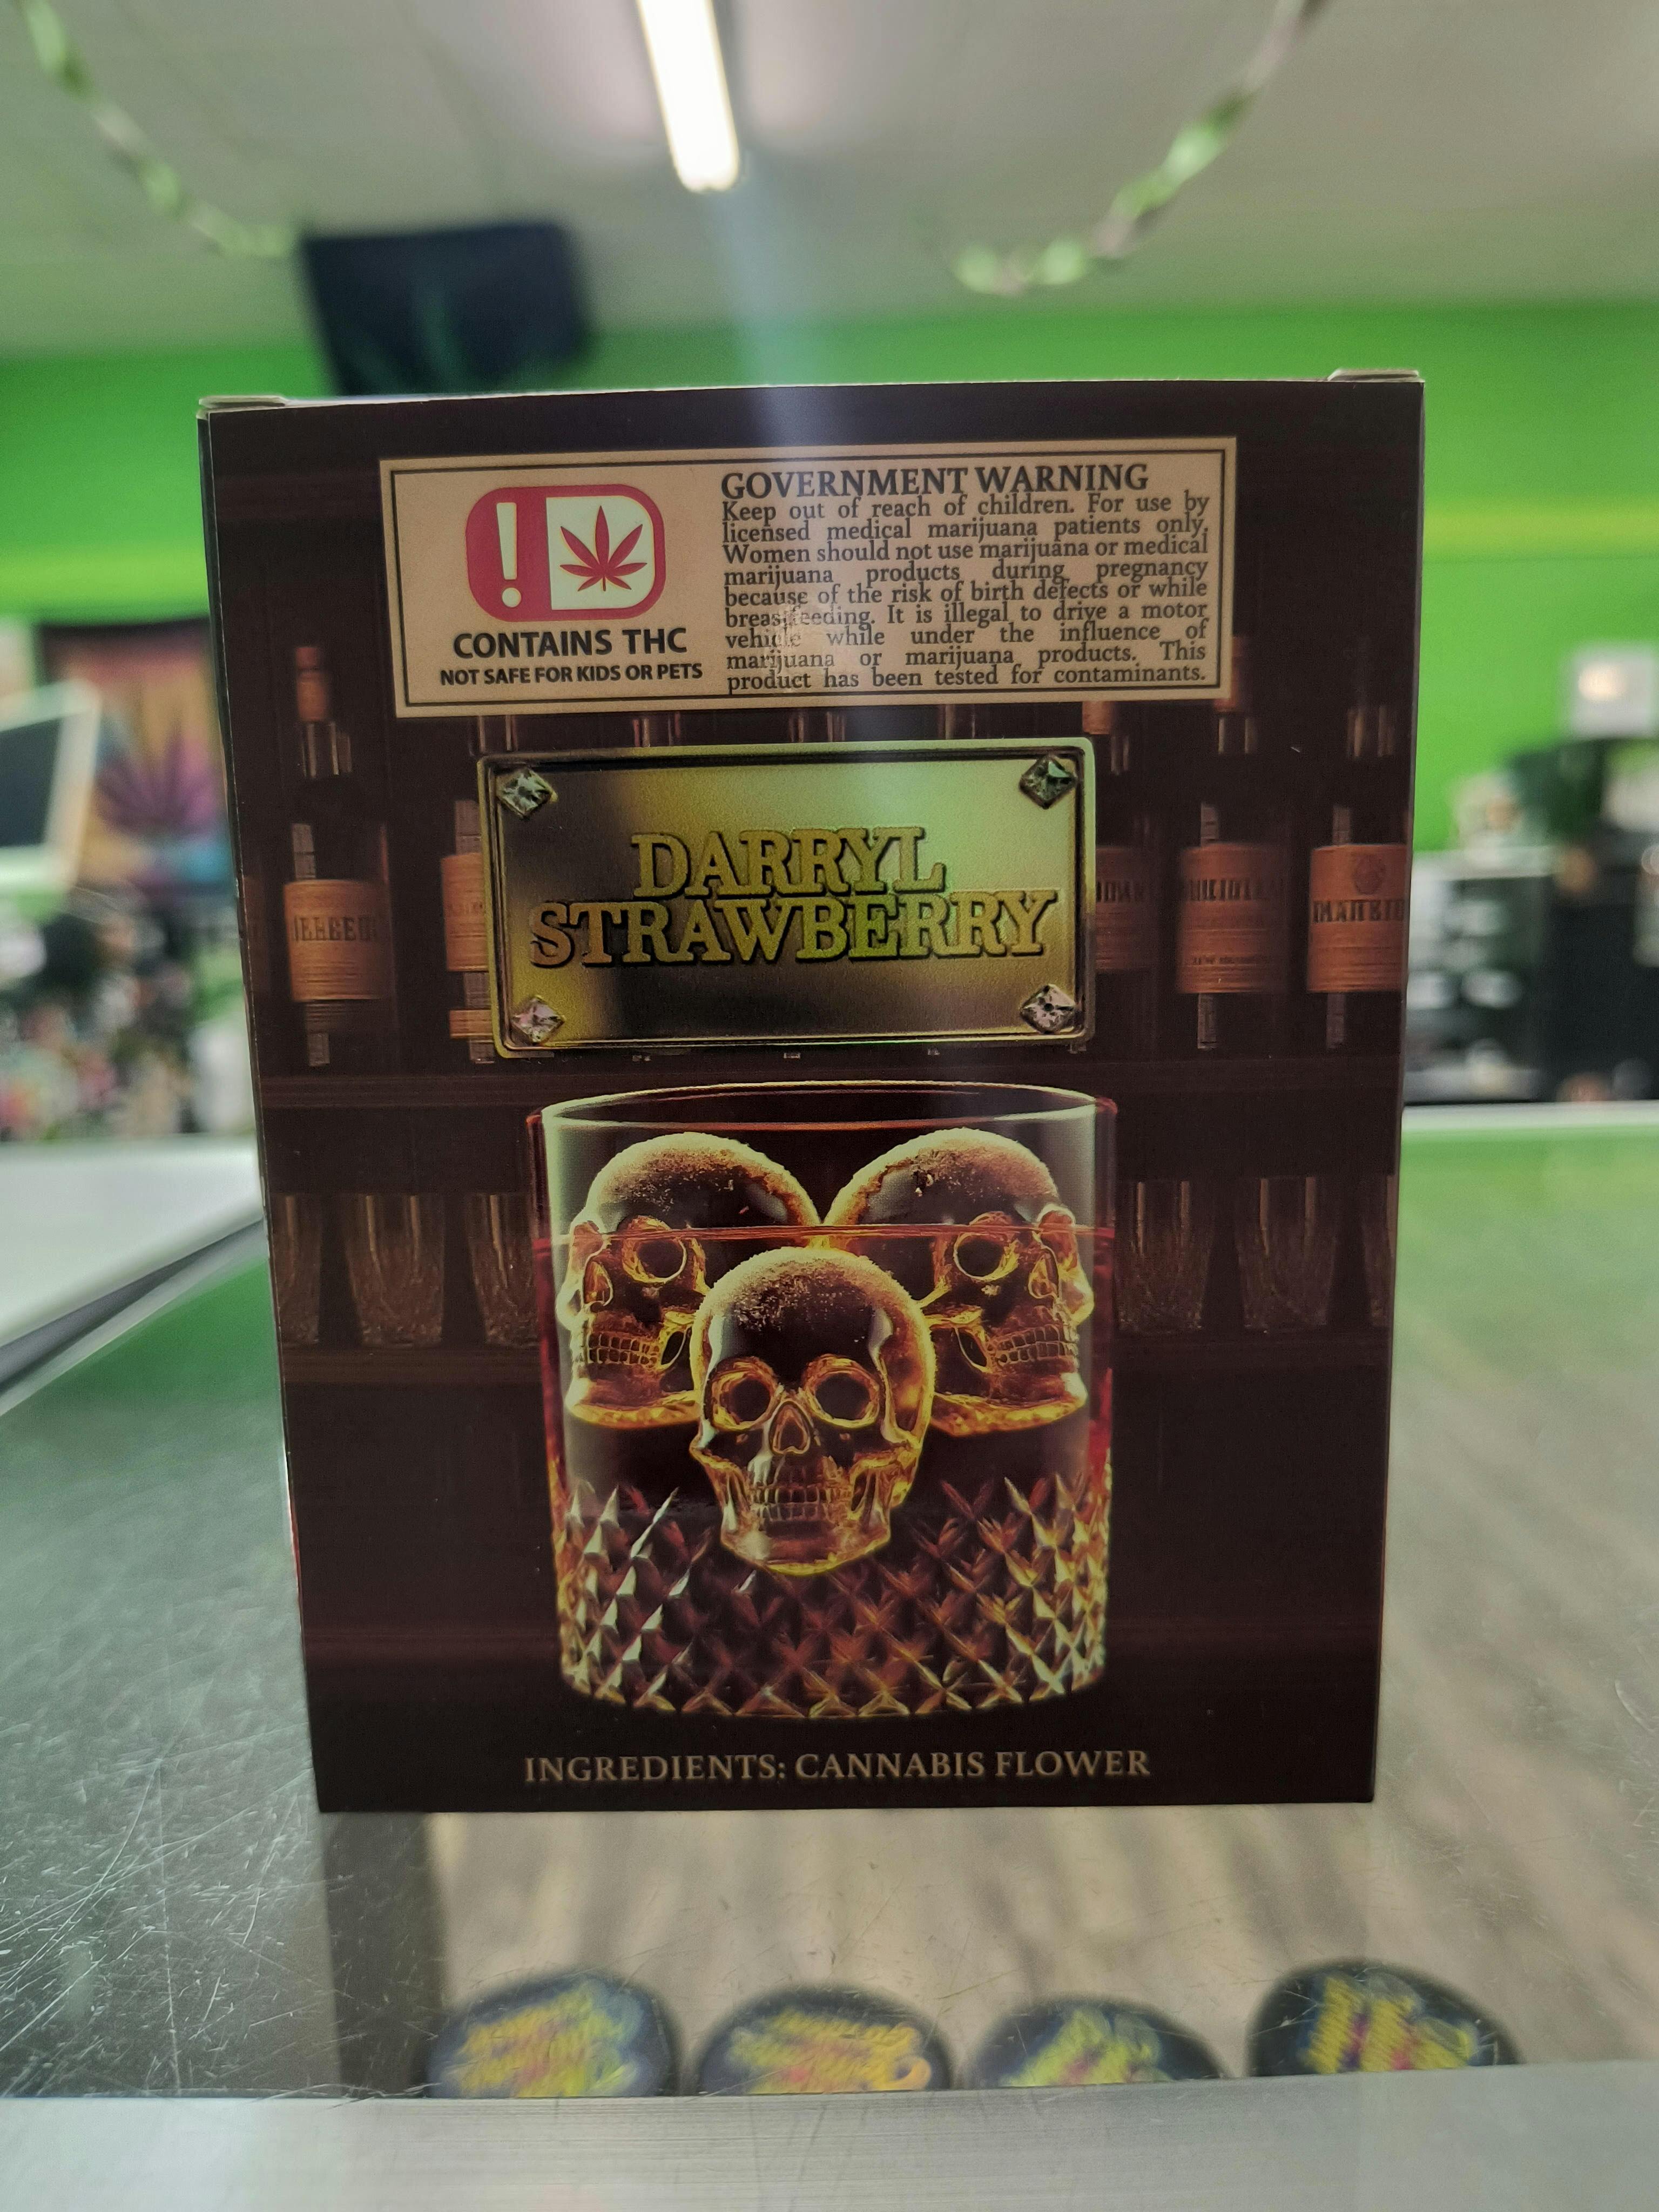 CONTAINS THC
NOT SAFE FOR KIDS OR PETS
GOVERNMENT WARNING
Keep out of reach of children. For use by
licensed medical marijuana patients only.
Women should not use marijuana or medical
marijuana products during pregnancy
because of the risk of birth defects or while
breastfeeding. It is illegal to drive a motor
vehicle while under the influence of
marijuana or marijuana products. This
product has been tested for contaminants.
DARRYL
STRAWBERRY
INGREDIENTS: CANNABIS FLOWER